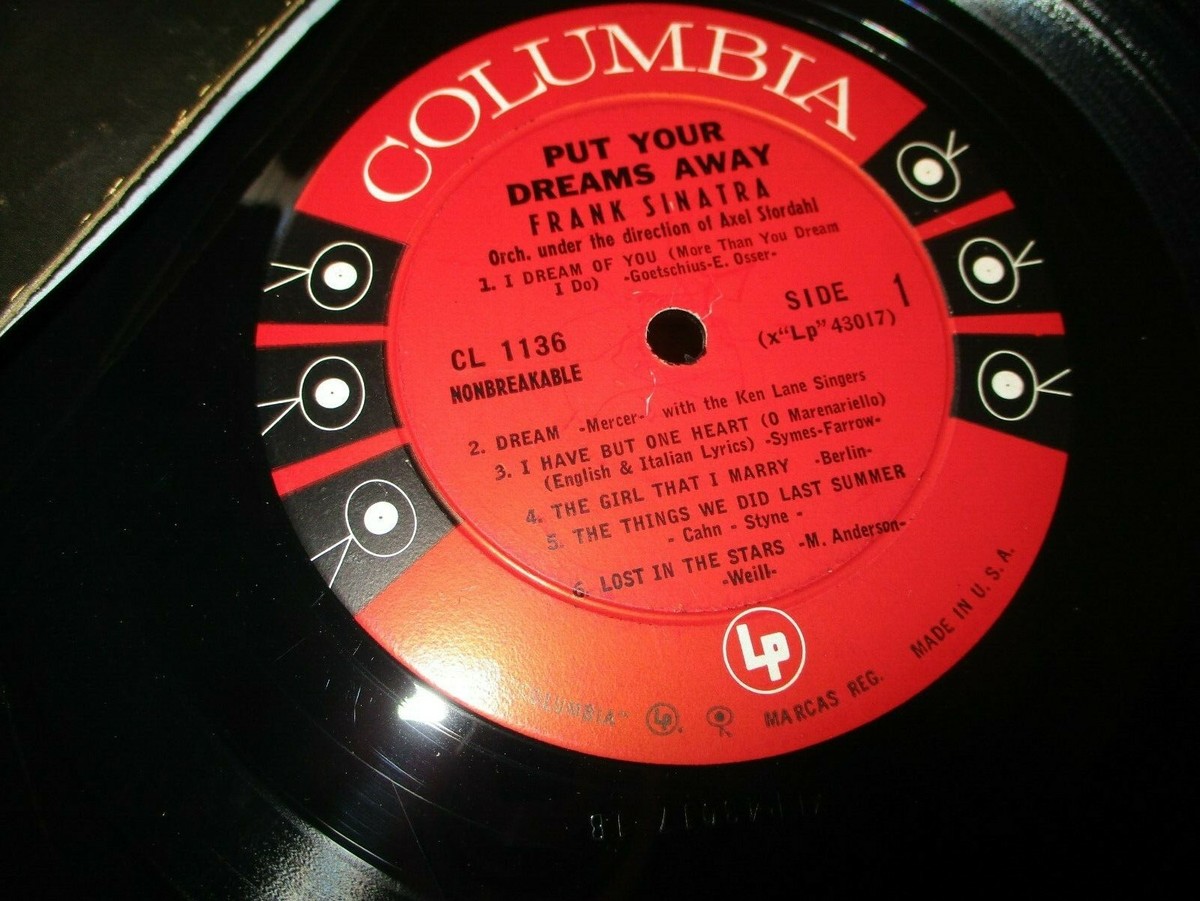 COLUMBIA
PUT YOUR
DREAMS AWAY
FRANK SINATRA
Orch. under the direction of Axel Stordahl
1. I DREAM OF YOU (More Than You Dream
I Do) -Goetschius-E. Osser-
SIDE 1
(x"Lp" 43017)
CL 1136
NONBREAKABLE
2. DREAM -Mercer- with the Ken Lane Singers
3. I HAVE BUT ONE HEART (O Marenariello)
(English & Italian Lyrics) -Symes-Farrow-
4. THE GIRL THAT I MARRY -Berlin-
5. THE THINGS WE DID LAST SUMMER
- Cahn - Styne -
6. LOST IN THE STARS -M. Anderson-
-Weill-
Lp
Lp MARCAS REG. MADE IN U. S. A.